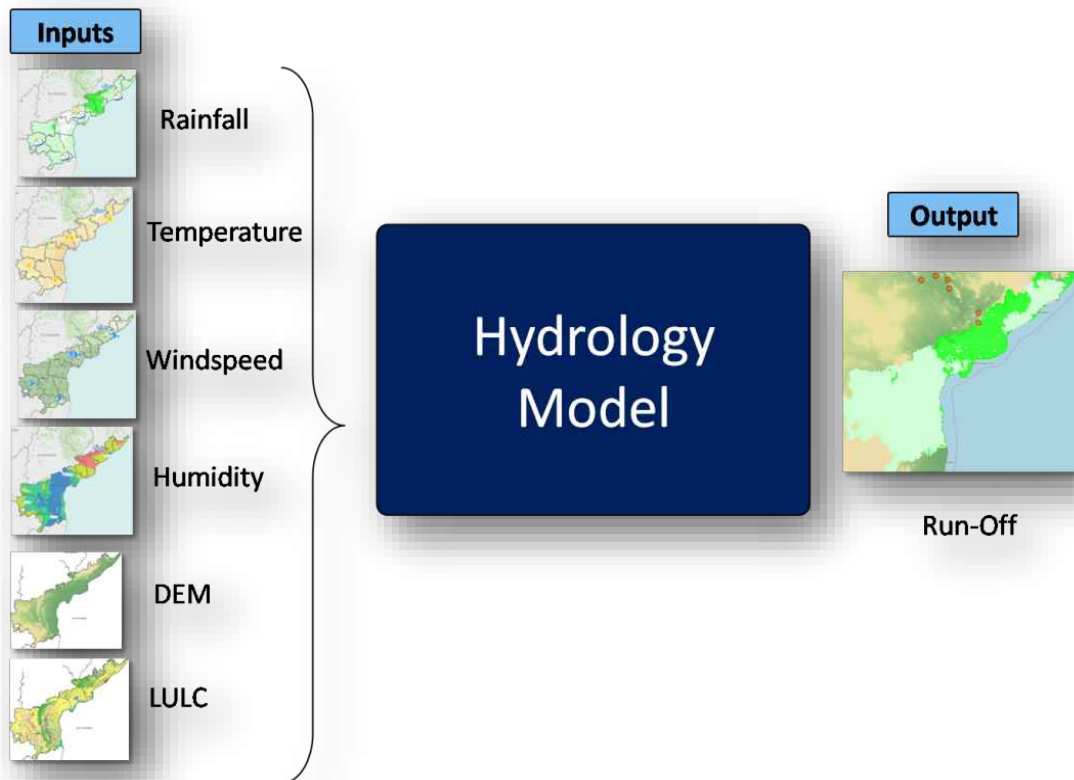 Inputs
Rainfall
Temperature
Windspeed
Humidity
DEM
LULC
Hydrology
Model
Output
Run-Off